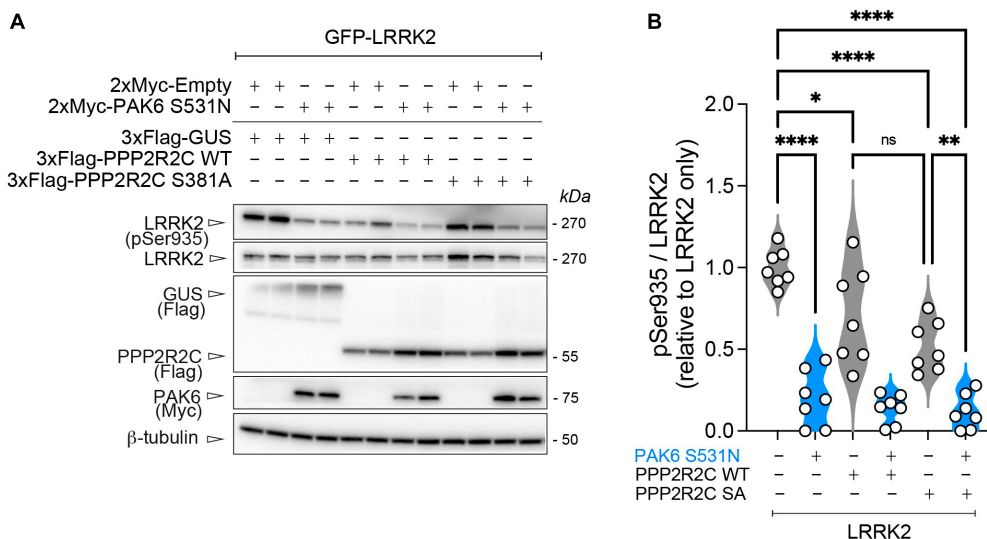 A
GFP-LRRK2
2xMyc-Empty + + – – + + – – + + – –
2xMyc-PAK6 S531N – – + + – – + + – – + +
3xFlag-GUS + + + + – – – – – – – –
3xFlag-PPP2R2C WT – – – – + + + + – – – –
3xFlag-PPP2R2C S381A – – – – – – – – + + + +
kDa
LRRK2
(pSer935)
- 270
LRRK2
- 270
GUS
(Flag)
PPP2R2C
(Flag)
- 55
PAK6
(Myc)
- 75
β-tubulin
- 50
B
****
****
*
ns
****
**
pSer935 / LRRK2
(relative to LRRK2 only)
2.0
1.5
1.0
0.5
0.0
PAK6 S531N – + – + – +
PPP2R2C WT – – + + – –
PPP2R2C SA – – – – + +
LRRK2